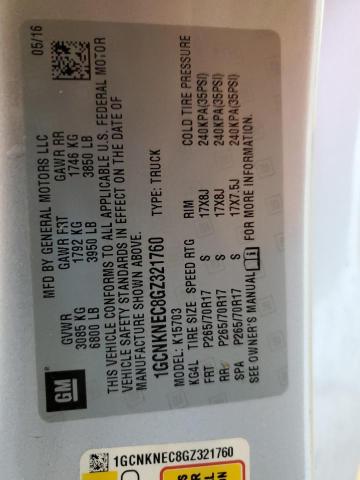 GM
MFD BY GENERAL MOTORS LLC
05/16
GVWR GAWR FRT GAWR RR
3085 KG 1792 KG 1746 KG
6800 LB 3950 LB 3850 LB
THIS VEHICLE CONFORMS TO ALL APPLICABLE U.S. FEDERAL MOTOR
VEHICLE SAFETY STANDARDS IN EFFECT ON THE DATE OF
MANUFACTURE SHOWN ABOVE.
1GCNKNEC8GZ321760 TYPE: TRUCK
MODEL: K15703
KG4L TIRE SIZE SPEED RTG RIM COLD TIRE PRESSURE
FRT P265/70R17 S 17X8J 240KPA(35PSI)
RR P265/70R17 S 17X8J 240KPA(35PSI)
SPA P265/70R17 S 17X7.5J 240KPA(35PSI)
SEE OWNER'S MANUAL FOR MORE INFORMATION.
1GCNKNEC8GZ321760